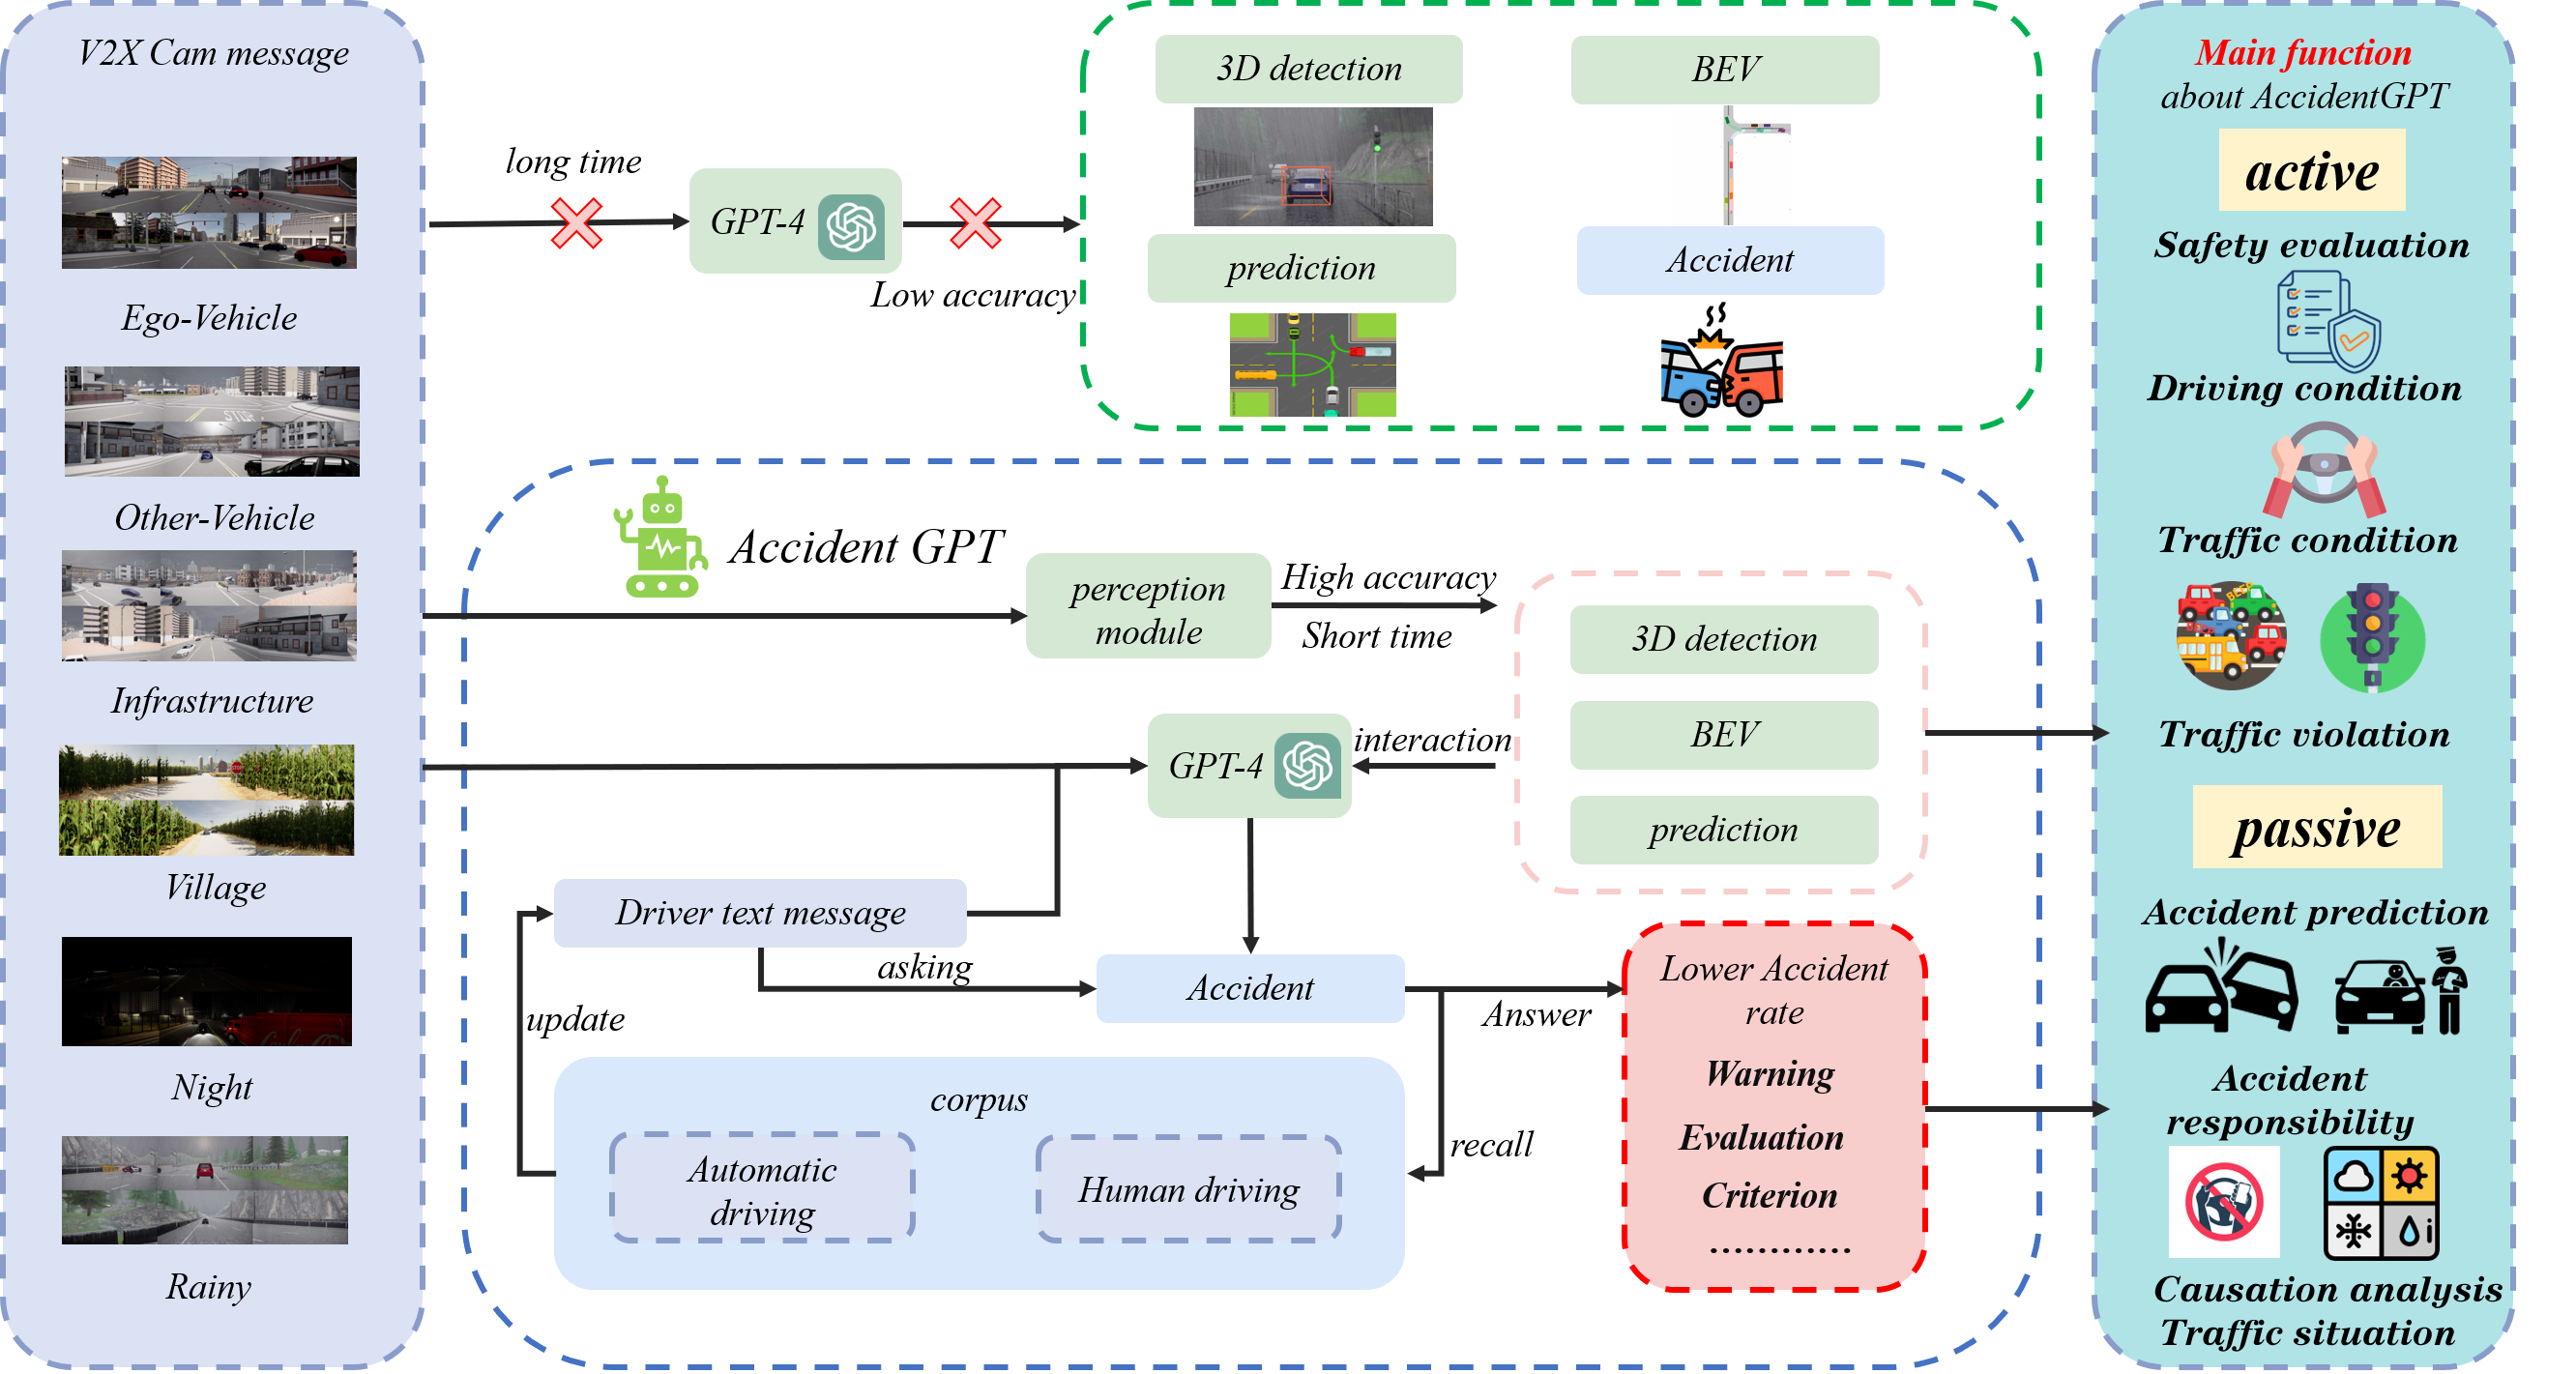 V2X Cam message
Ego-Vehicle
Other-Vehicle
Infrastructure
Village
Night
Rainy
long time
GPT-4
Low accuracy
3D detection
BEV
prediction
Accident
STOP
Accident GPT
perception
module
High accuracy
Short time
3D detection
BEV
prediction
GPT-4
interaction
Driver text message
asking
Accident
update
Answer
recall
corpus
Automatic
driving
Human driving
Lower Accident
rate
Warning
Evaluation
Criterion
............
Main function
about AccidentGPT
active
Safety evaluation
Driving condition
Traffic condition
BEEP
BEEP
Traffic violation
passive
Accident prediction
Accident
responsibility
i
Causation analysis
Traffic situation